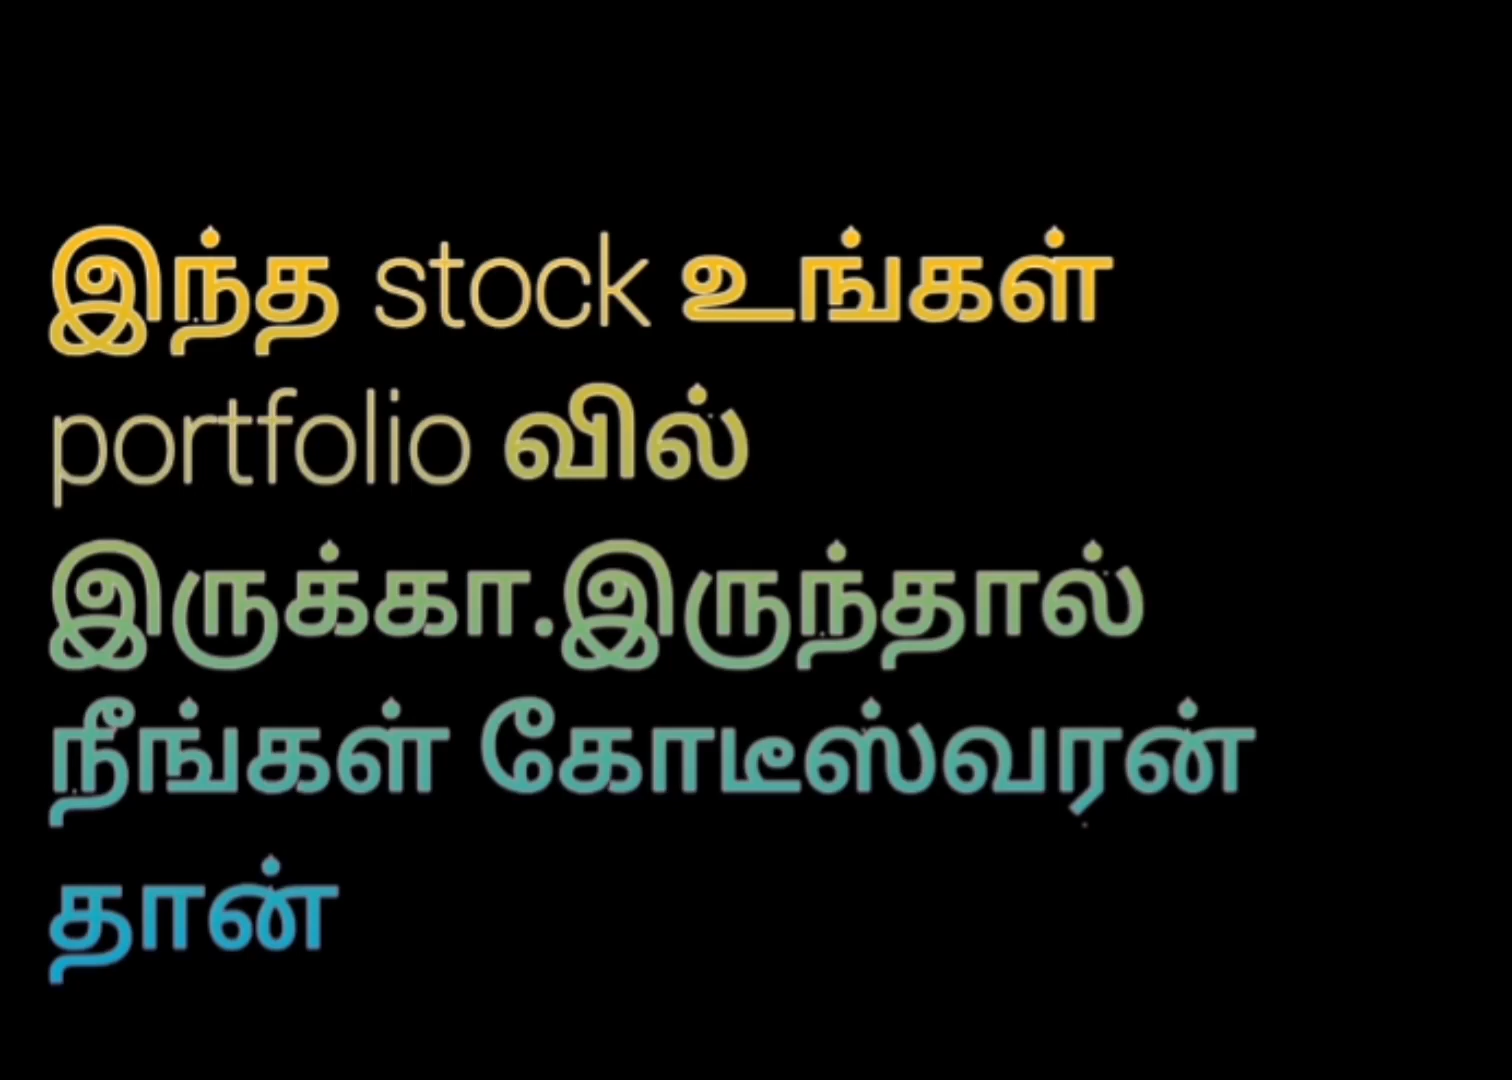 இந்த stock உங்கள்
portfolio வில்
இருக்கா.இருந்தால்
நீங்கள் கோடீஸ்வரன்
தான்